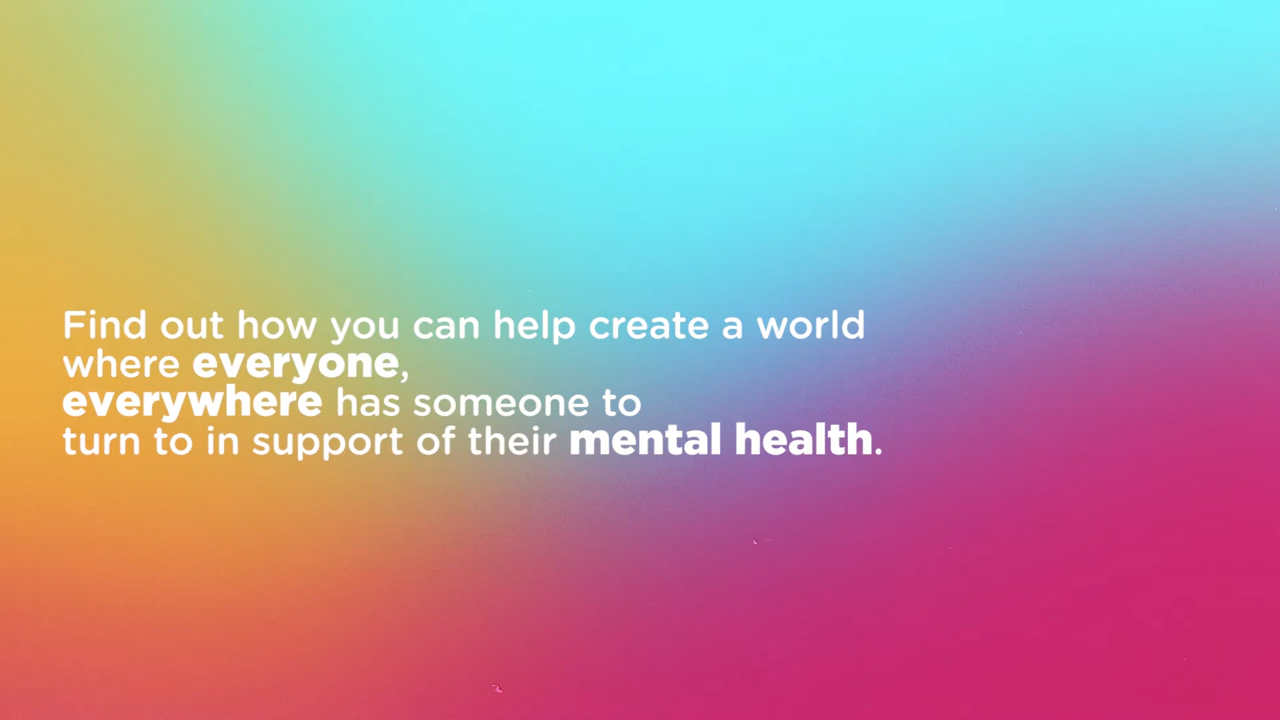 Find out how you can help create a world
where everyone,
everywhere has someone to
turn to in support of their mental health.